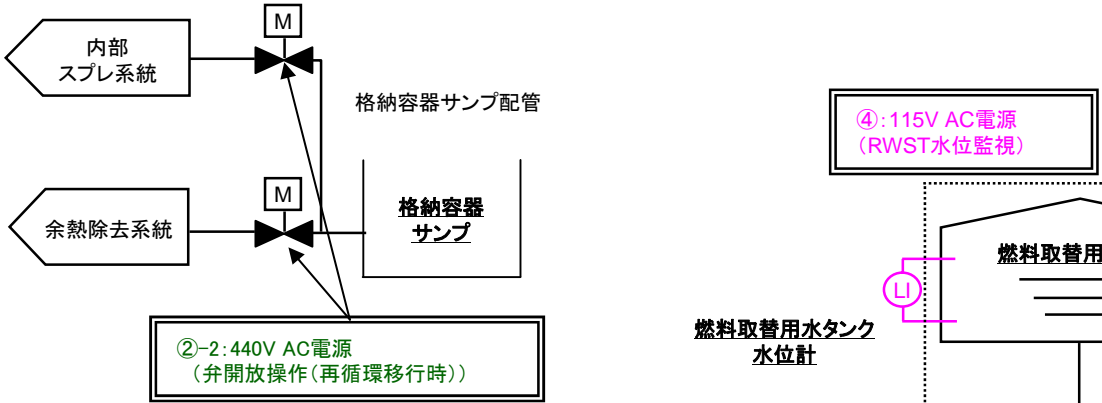 M
内部
スプレ系統
格納容器サンプ配管
M
余熱除去系統
格納容器
サンプ
②-2:440V AC電源
(弁開放操作(再循環移行時))
④:115V AC電源
(RWST水位監視)
燃料取替用
LI
燃料取替用水タンク
水位計